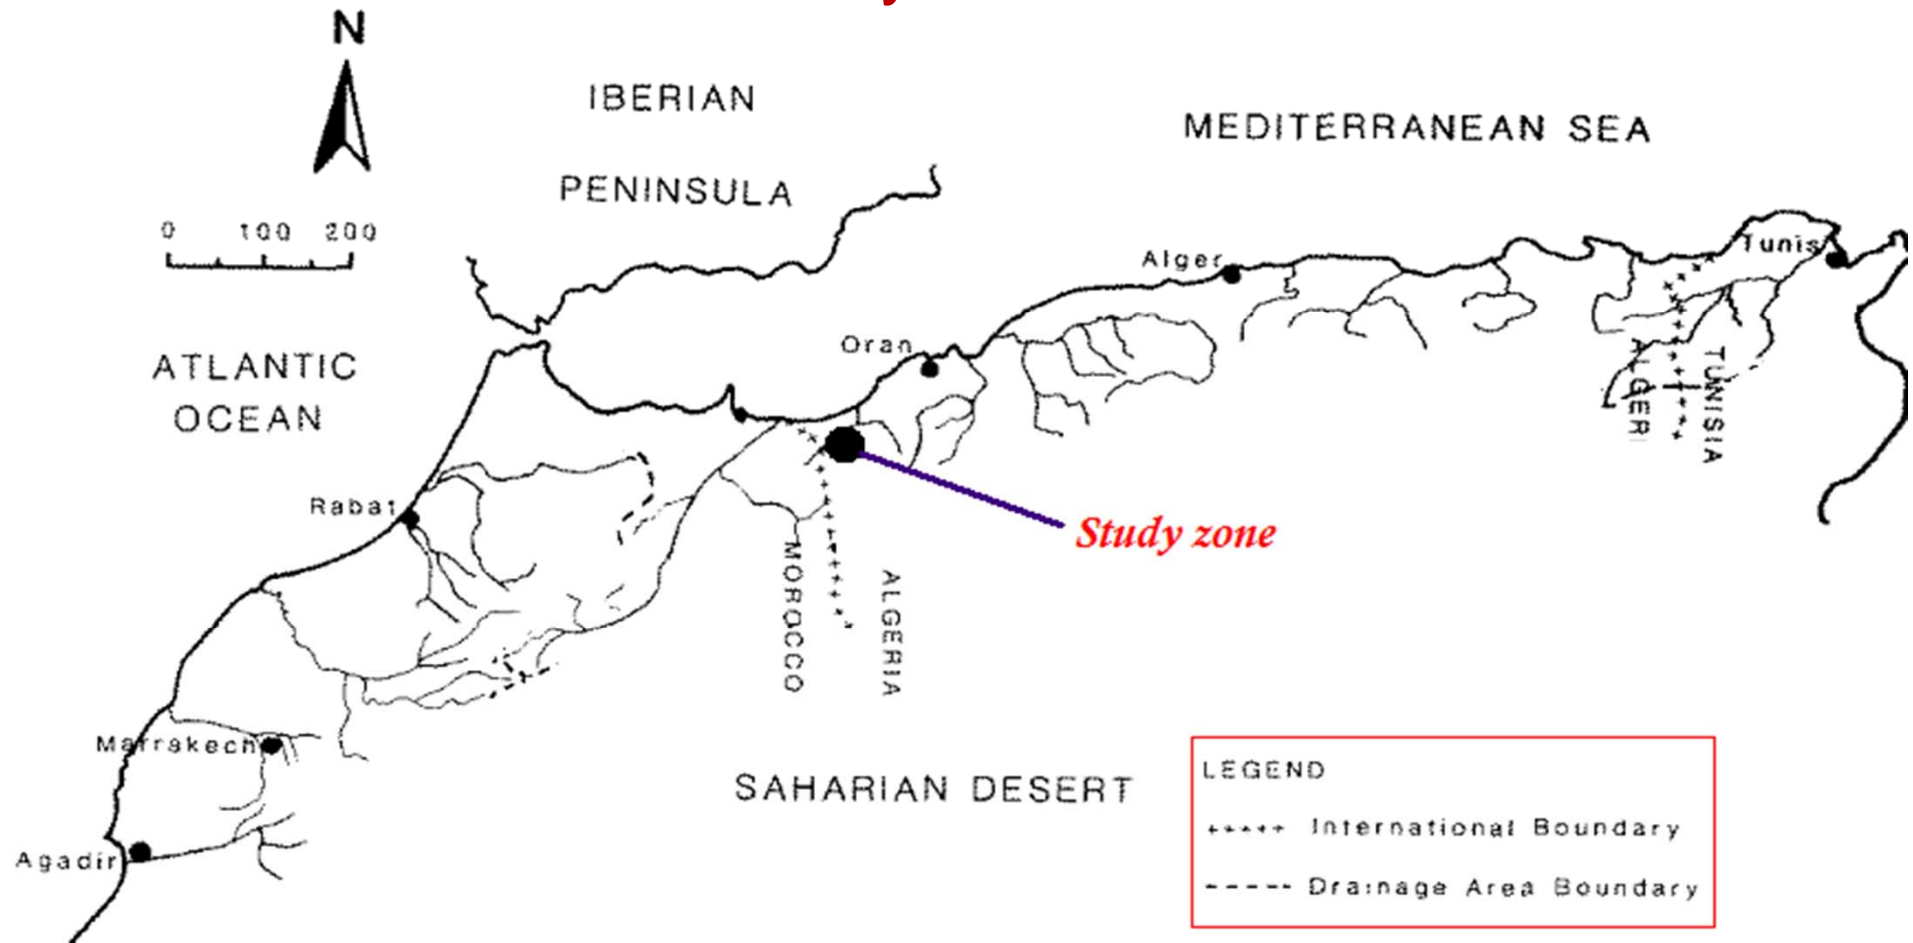 N
IBERIAN
PENINSULA
MEDITERRANEAN SEA
0 100 200
ATLANTIC
OCEAN
Alger
Tunis
Oran
ALGERI
TUNISIA
Rabat
Study zone
MOROCCO
ALGERIA
Marrakech
SAHARIAN DESERT
Agadir
LEGEND
+++++ International Boundary
----- Drainage Area Boundary